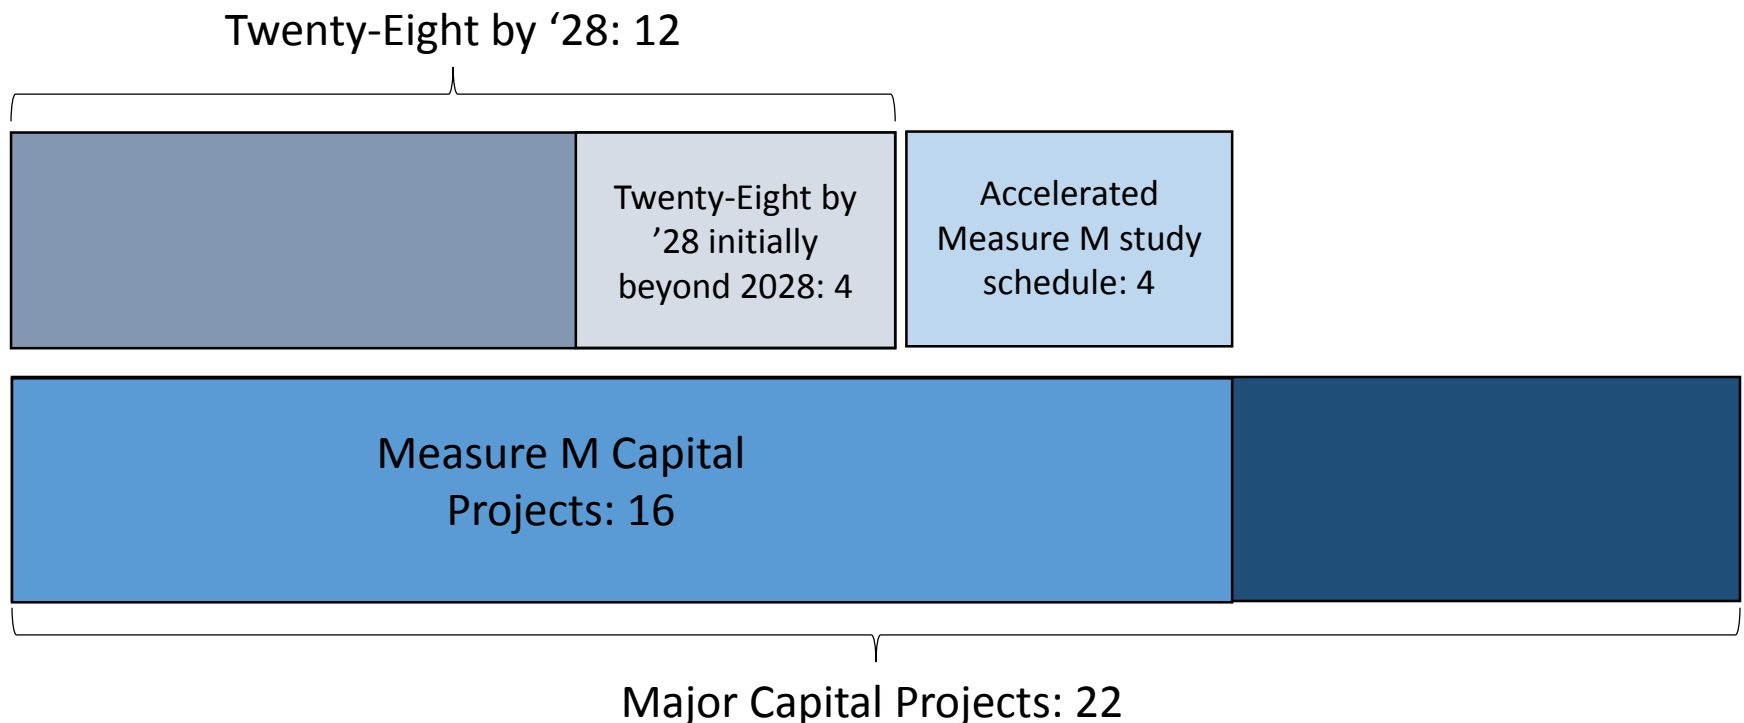 Twenty-Eight by ‘28: 12
Twenty-Eight by
’28 initially
beyond 2028: 4
Accelerated
Measure M study
schedule: 4
Measure M Capital
Projects: 16
Major Capital Projects: 22